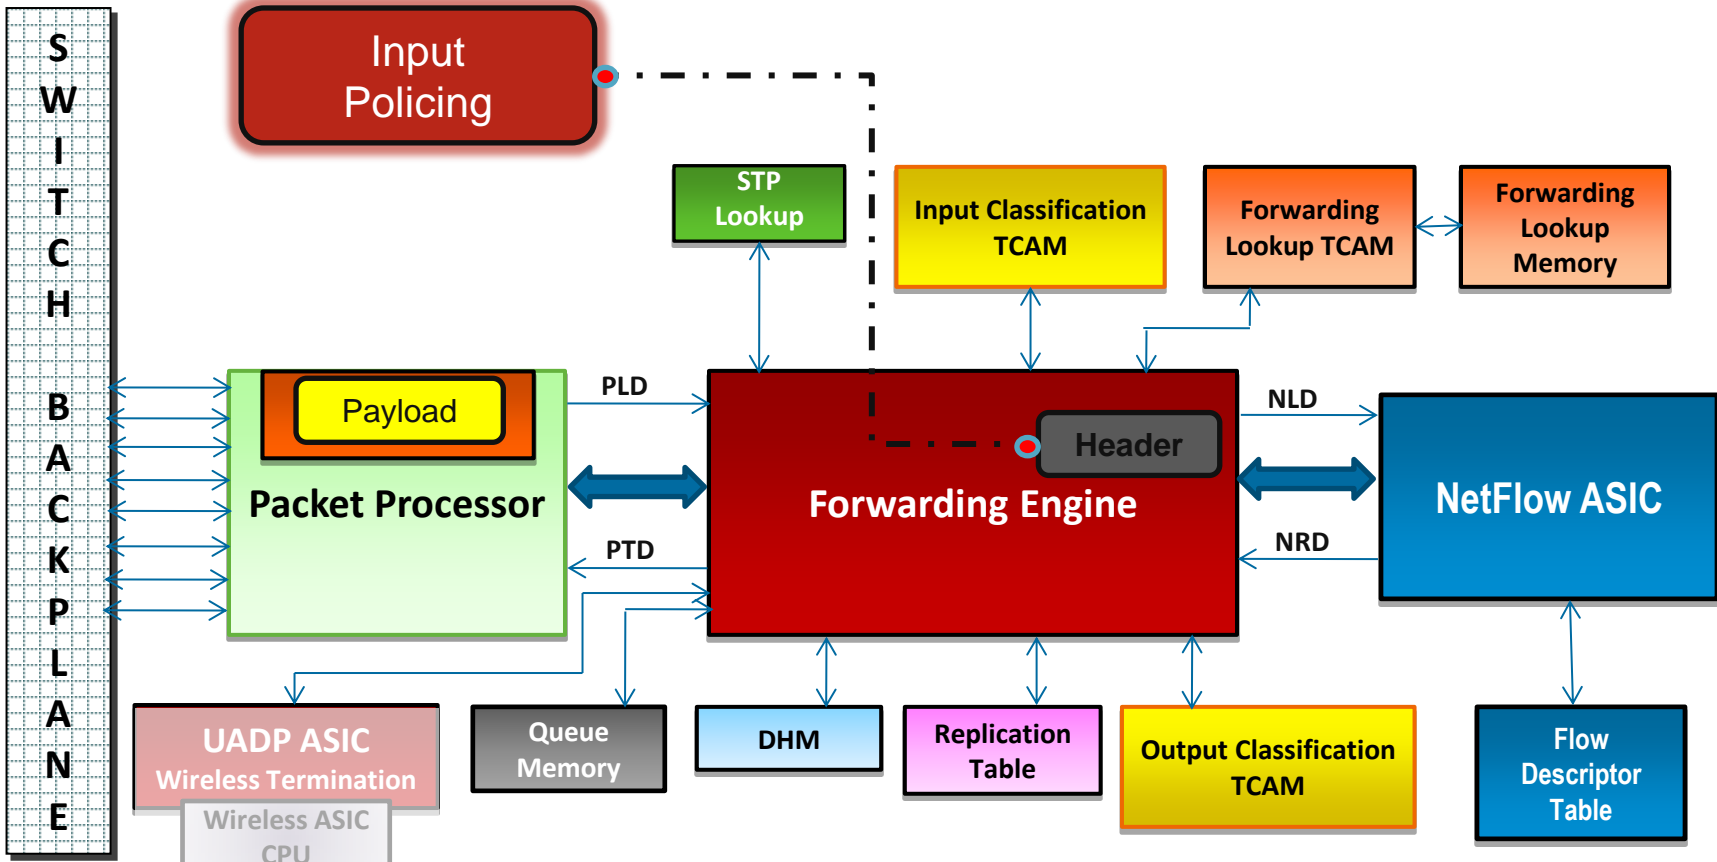 SWITCH BACKPLANE
Input
Policing
STP
Lookup
Input Classification
TCAM
Forwarding
Lookup TCAM
Forwarding
Lookup
Memory
Payload
Packet Processor
PLD
PTD
Header
Forwarding Engine
NLD
NRD
NetFlow ASIC
UADP ASIC
Wireless Termination
Wireless ASIC
CPU
Queue
Memory
DHM
Replication
Table
Output Classification
TCAM
Flow
Descriptor
Table